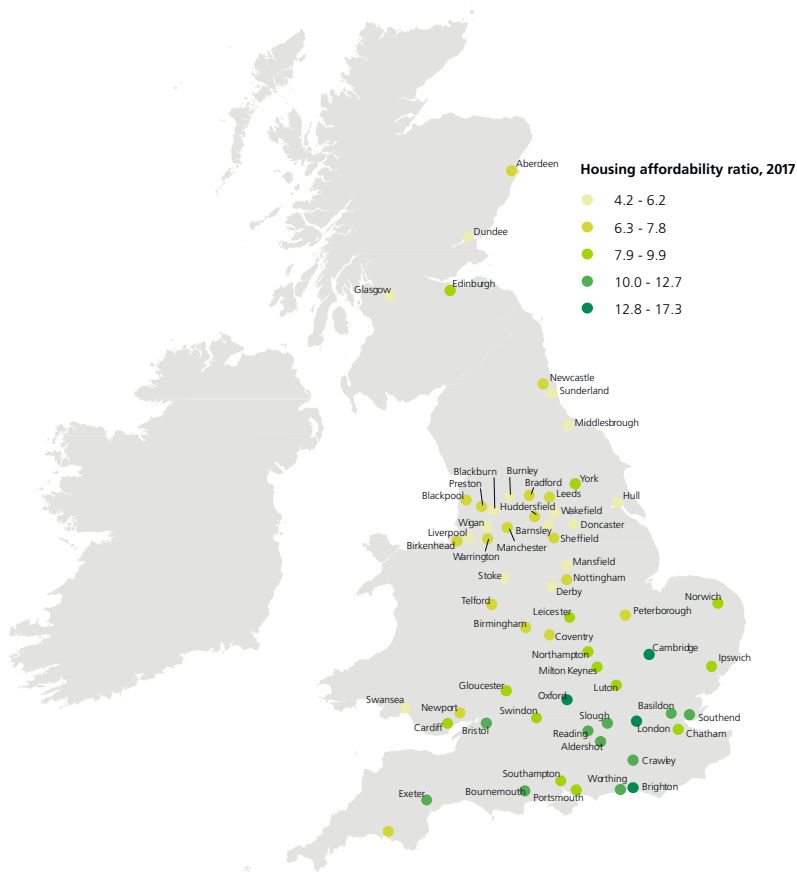 Aberdeen
Housing affordability ratio, 2017
4.2 - 6.2
6.3 - 7.8
7.9 - 9.9
10.0 - 12.7
12.8 - 17.3
Dundee
Glasgow
Edinburgh
Newcastle
Sunderland
Middlesbrough
Blackburn
Burnley
Preston
Bradford
York
Blackpool
Leeds
Hull
Huddersfield
Wakefield
Wigan
Doncaster
Liverpool
Barnsley
Birkenhead
Manchester
Sheffield
Warrington
Mansfield
Stoke
Nottingham
Derby
Telford
Norwich
Leicester
Peterborough
Birmingham
Coventry
Cambridge
Northampton
Ipswich
Milton Keynes
Gloucester
Luton
Oxford
Swansea
Newport
Swindon
Basildon
Slough
Southend
Cardiff
Bristol
Reading
London
Chatham
Aldershot
Crawley
Southampton
Worthing
Brighton
Exeter
Bournemouth
Portsmouth